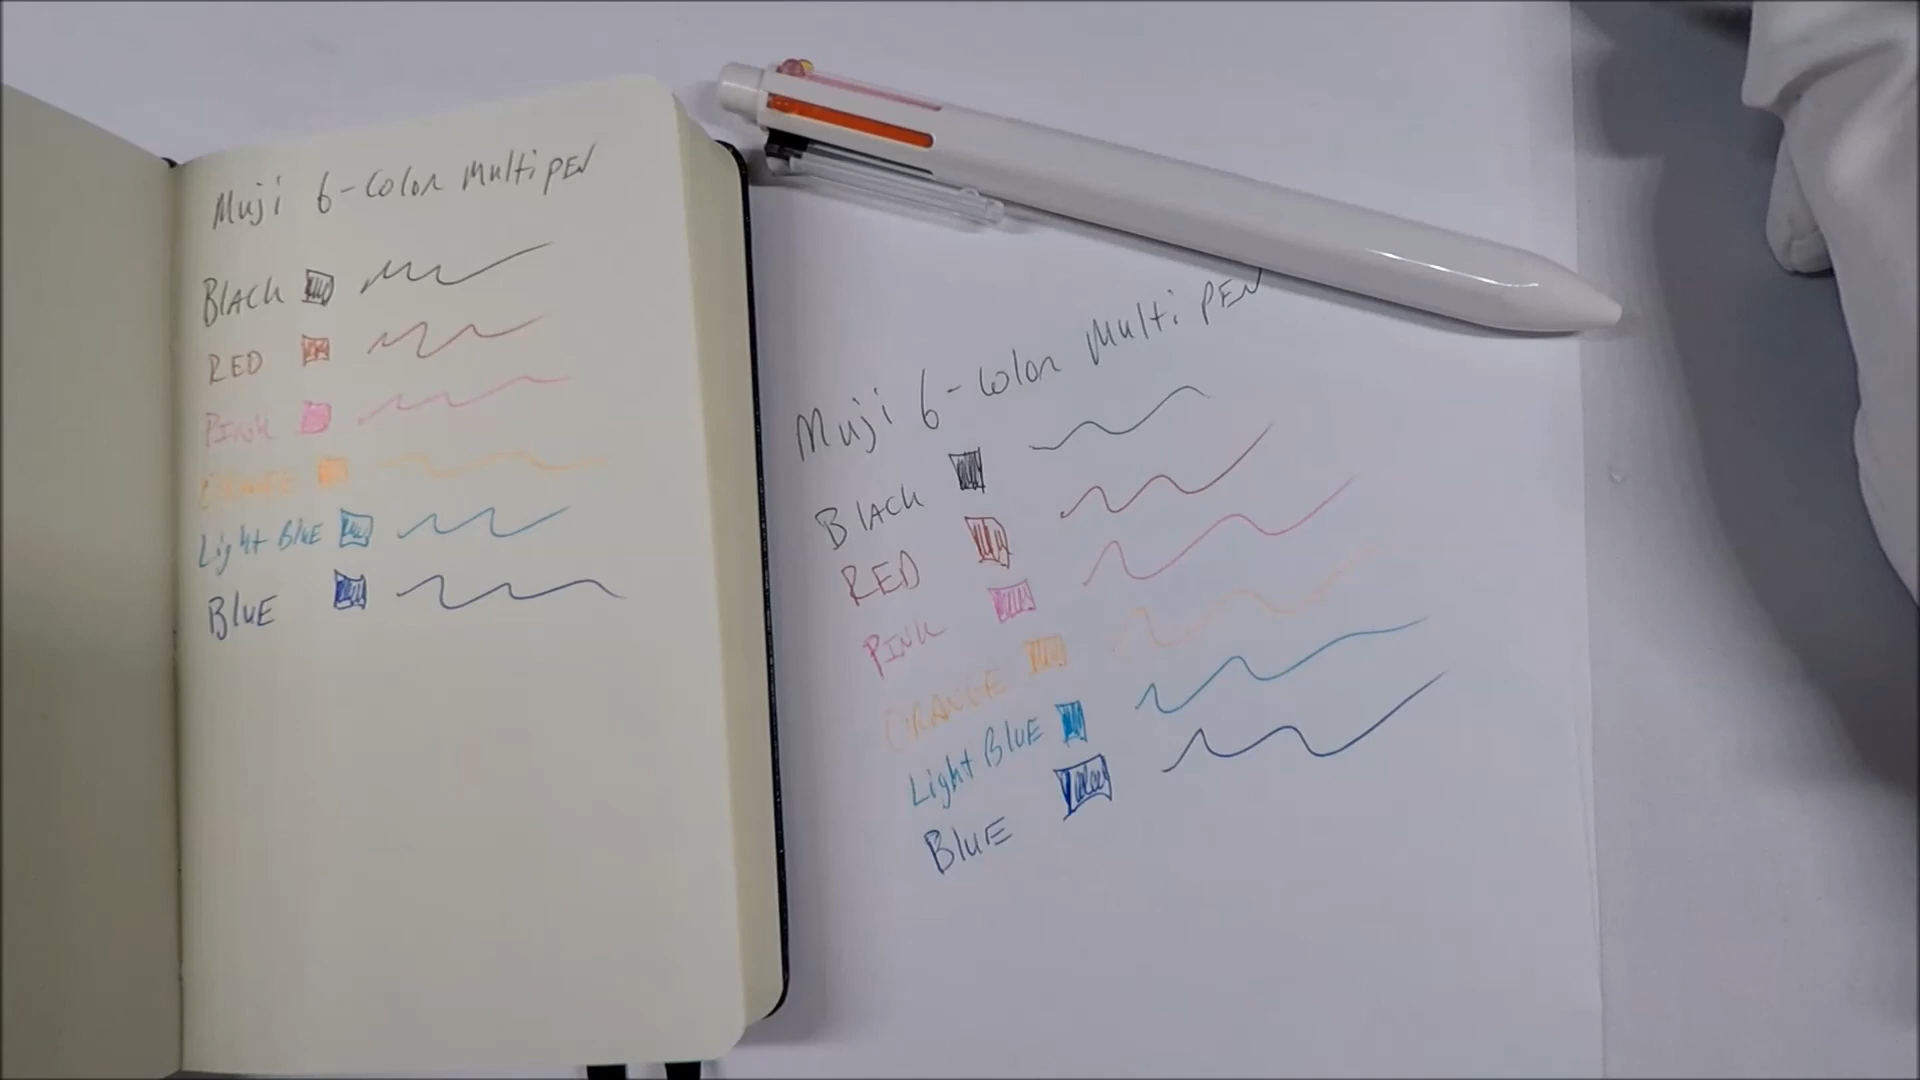 Muji 6-Color Multi PEN
BLACK
RED
PINK
ORANGE
Light BLUE
BLUE
Muji 6-Color Multi PEN
BLACK
RED
PINK
ORANGE
Light BLUE
BLUE